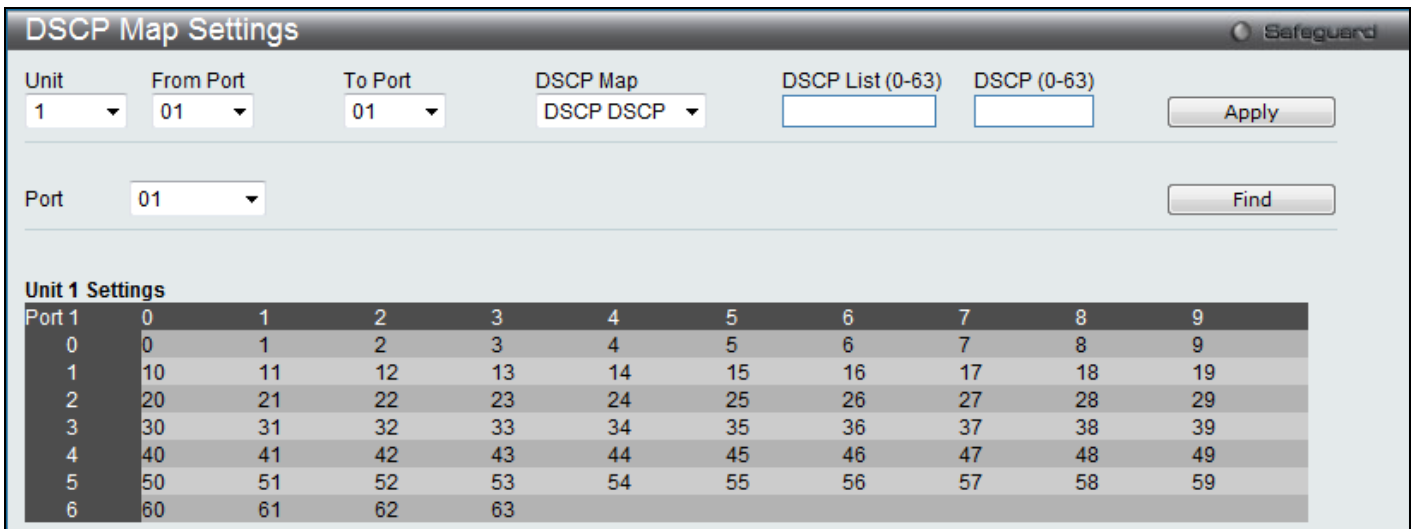 DSCP Map Settings Safeguard
Unit From Port To Port DSCP Map DSCP List (0-63) DSCP (0-63)
1 01 01 DSCP DSCP Apply
Port 01 Find
Unit 1 Settings
Port 1 0 1 2 3 4 5 6 7 8 9
0 0 1 2 3 4 5 6 7 8 9
1 10 11 12 13 14 15 16 17 18 19
2 20 21 22 23 24 25 26 27 28 29
3 30 31 32 33 34 35 36 37 38 39
4 40 41 42 43 44 45 46 47 48 49
5 50 51 52 53 54 55 56 57 58 59
6 60 61 62 63